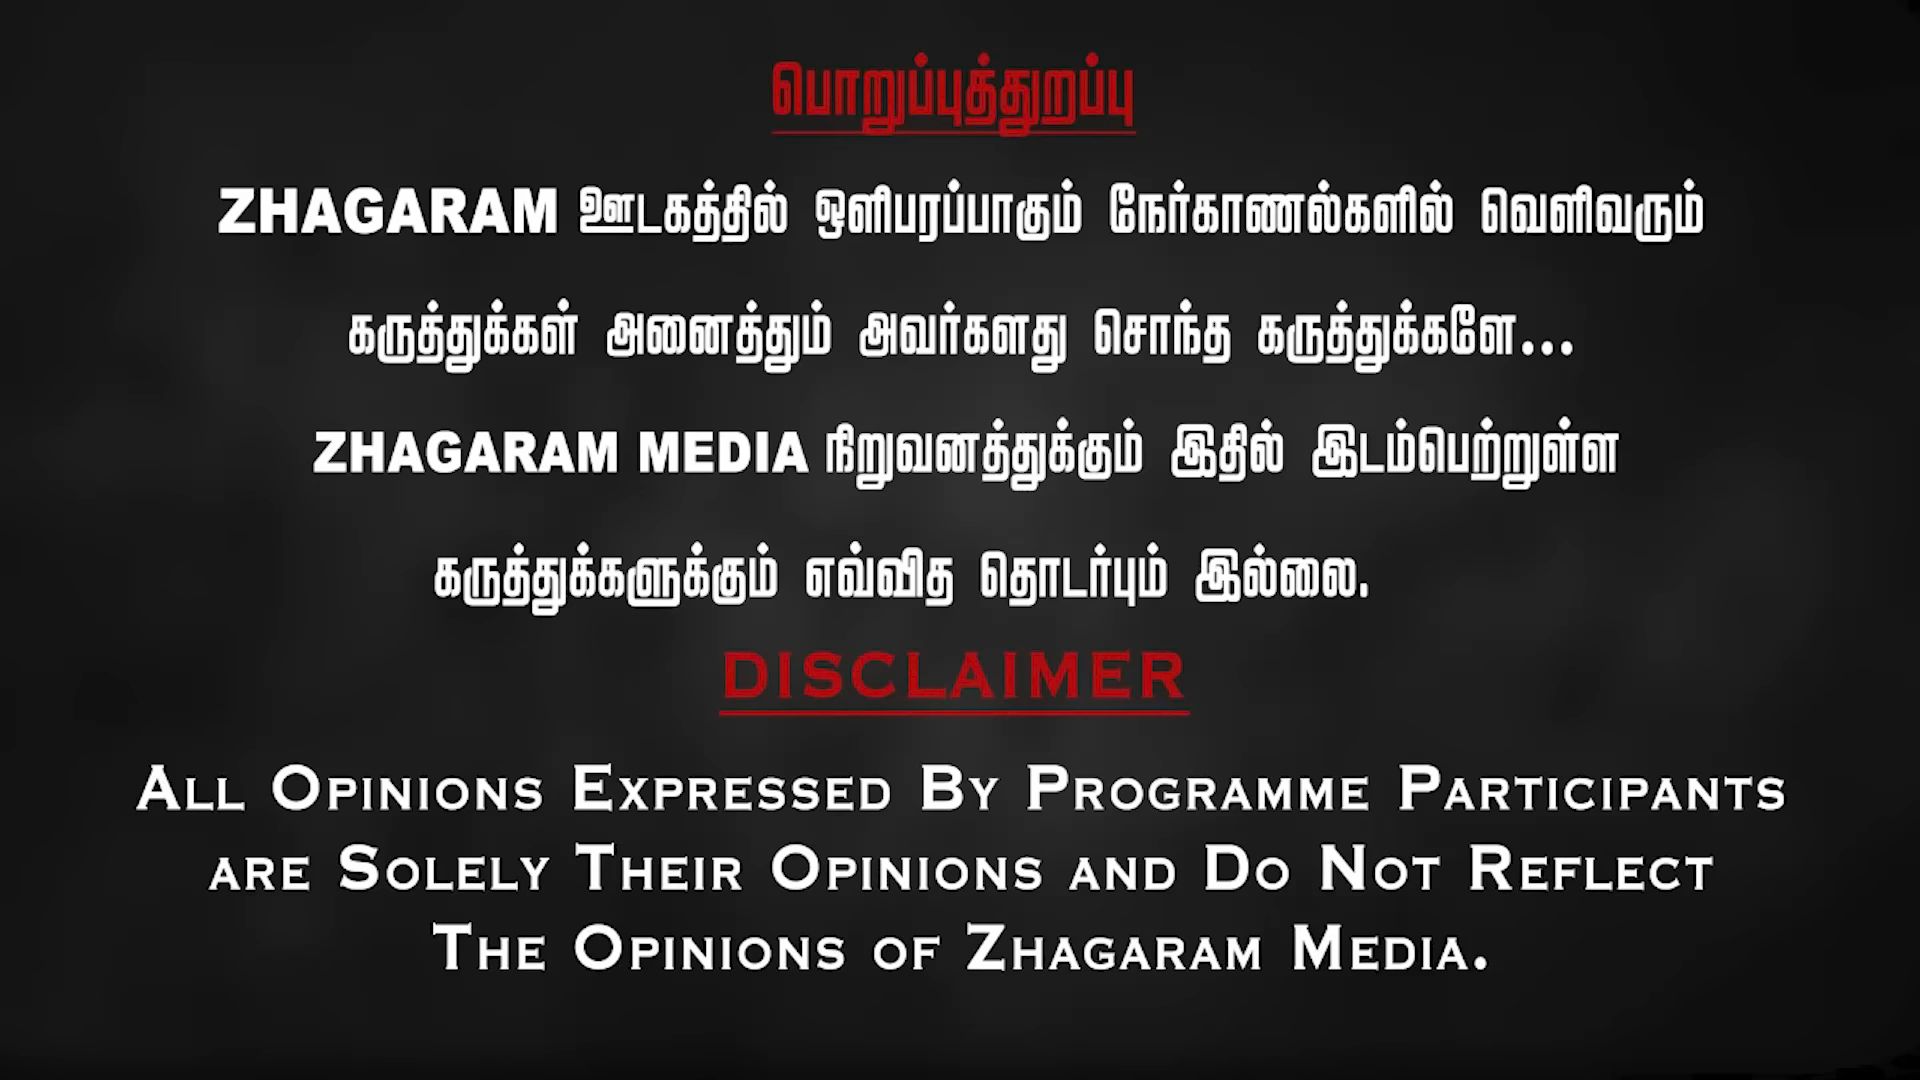 பொறுப்புத்துறப்பு
ZHAGARAM ஊடகத்தில் ஒளிபரப்பாகும் நேர்காணல்களில் வெளிவரும்
கருத்துக்கள் அனைத்தும் அவர்களது சொந்த கருத்துக்களே...
ZHAGARAM MEDIA நிறுவனத்துக்கும் இதில் இடம்பெற்றுள்ள
கருத்துக்களுக்கும் எவ்வித தொடர்பும் இல்லை.
DISCLAIMER
All Opinions Expressed By Programme Participants
are Solely Their Opinions and Do Not Reflect
The Opinions of Zhagaram Media.